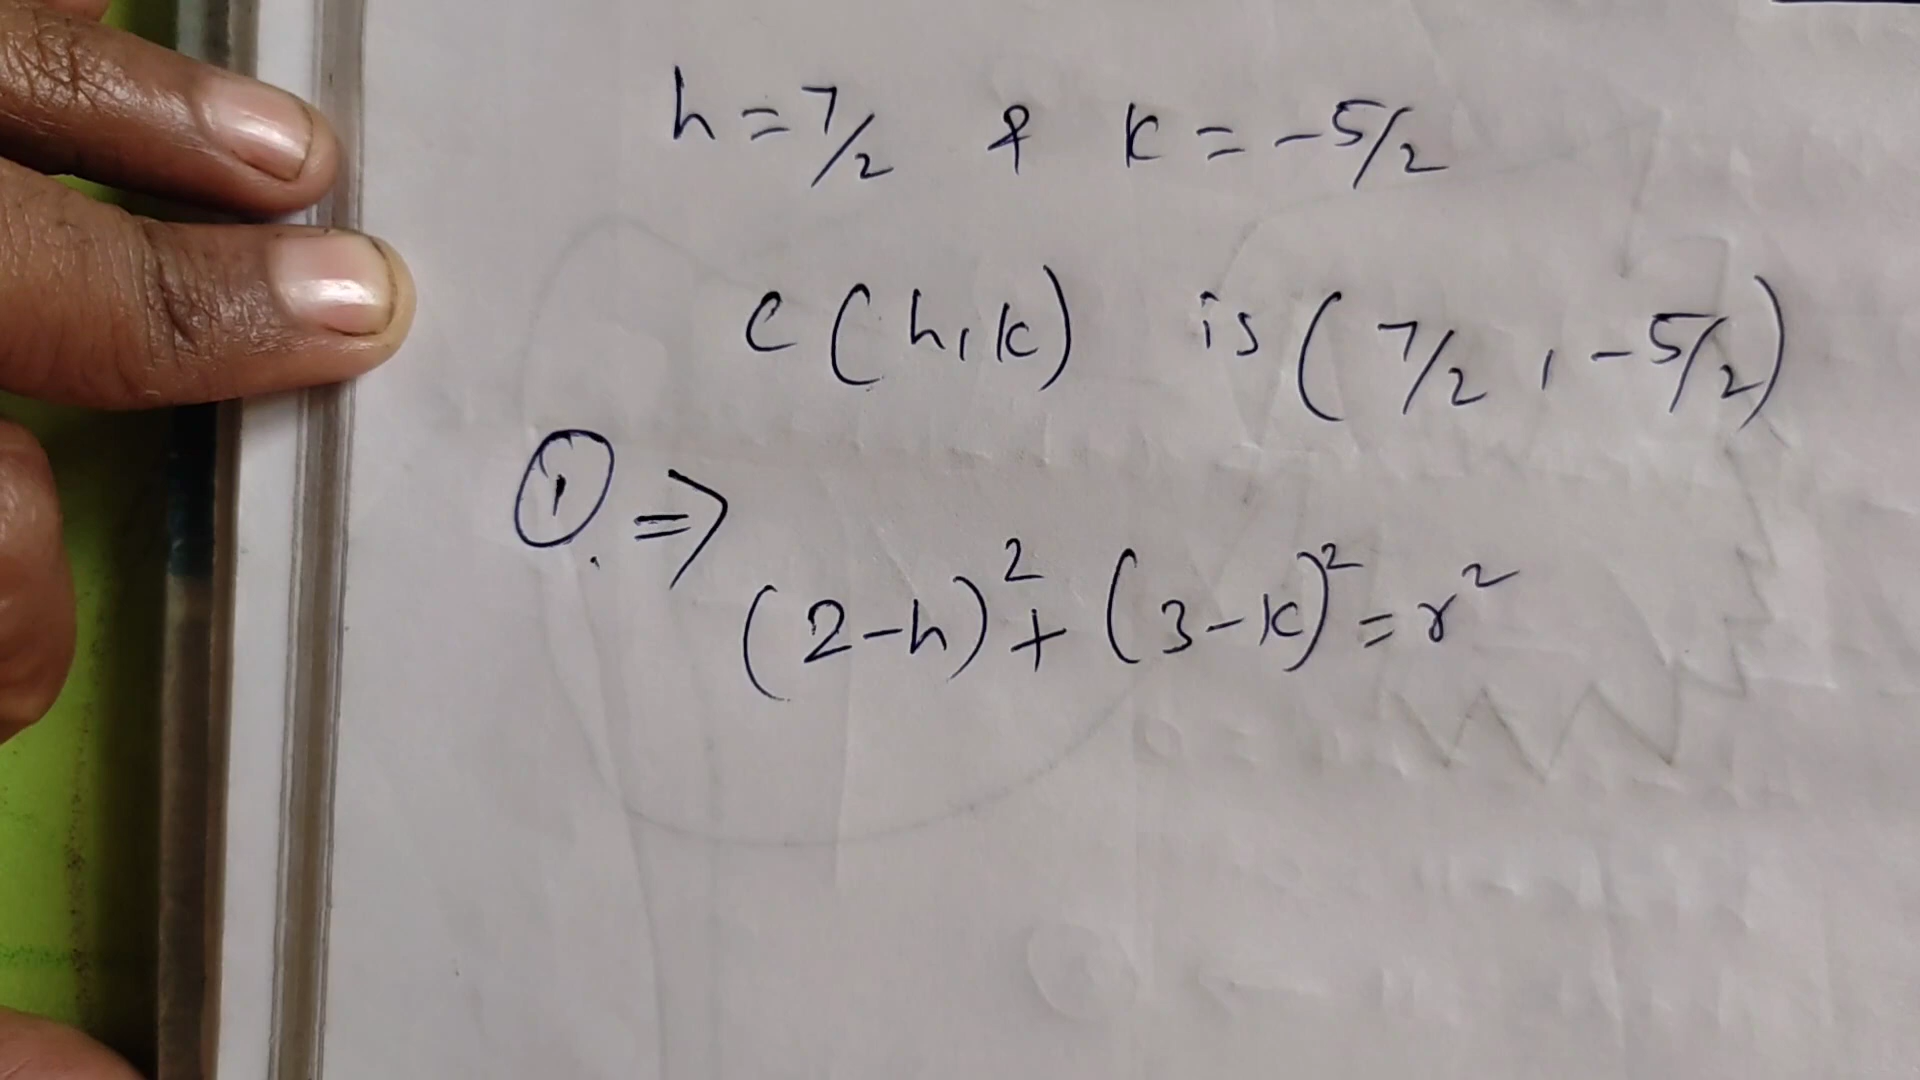 h = 7/2 & k = -5/2
C (h, k) is (7/2, -5/2)
① ⇒
(2-h)² + (3-k)² = r²